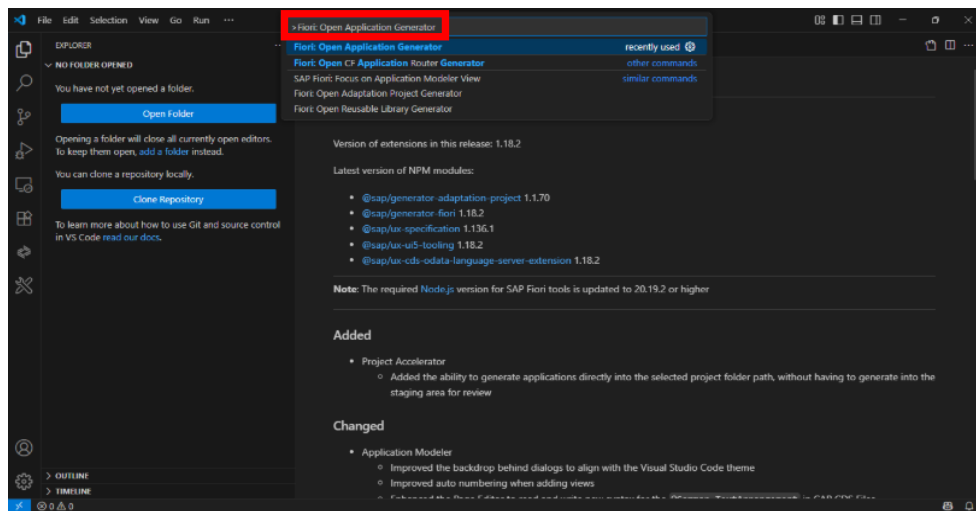 File Edit Selection View Go Run ···
>Fiori: Open Application Generator
EXPLORER
Fiori: Open Application Generator recently used
NO FOLDER OPENED
Fiori: Open CF Application Router Generator other commands
SAP Fiori: Focus on Application Modeler View similar commands
You have not yet opened a folder.
Fiori: Open Adaptation Project Generator
Open Folder
Fiori: Open Reusable Library Generator
Opening a folder will close all currently open editors.
To keep them open, add a folder instead.
Version of extensions in this release: 1.18.2
You can clone a repository locally.
Latest version of NPM modules:
Clone Repository
• @sap/generator-adaptation-project 1.1.70
To learn more about how to use Git and source control
in VS Code read our docs.
• @sap/generator-fiori 1.18.2
• @sap/ux-specification 1.136.1
• @sap/ux-ui5-tooling 1.18.2
• @sap/ux-cds-odata-language-server-extension 1.18.2
Note: The required Node.js version for SAP Fiori tools is updated to 20.19.2 or higher
Added
• Project Accelerator
○ Added the ability to generate applications directly into the selected project folder path, without having to generate into the
staging area for review
Changed
• Application Modeler
○ Improved the backdrop behind dialogs to align with the Visual Studio Code theme
○ Improved auto numbering when adding views
OUTLINE
TIMELINE
0 0